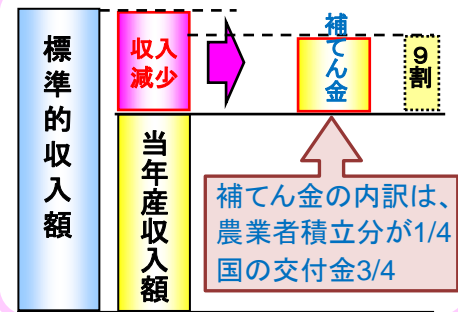 標準的収入額
収入
減少
当年産収入額
補てん金
9割
補てん金の内訳は、
農業者積立分が1/4
国の交付金3/4